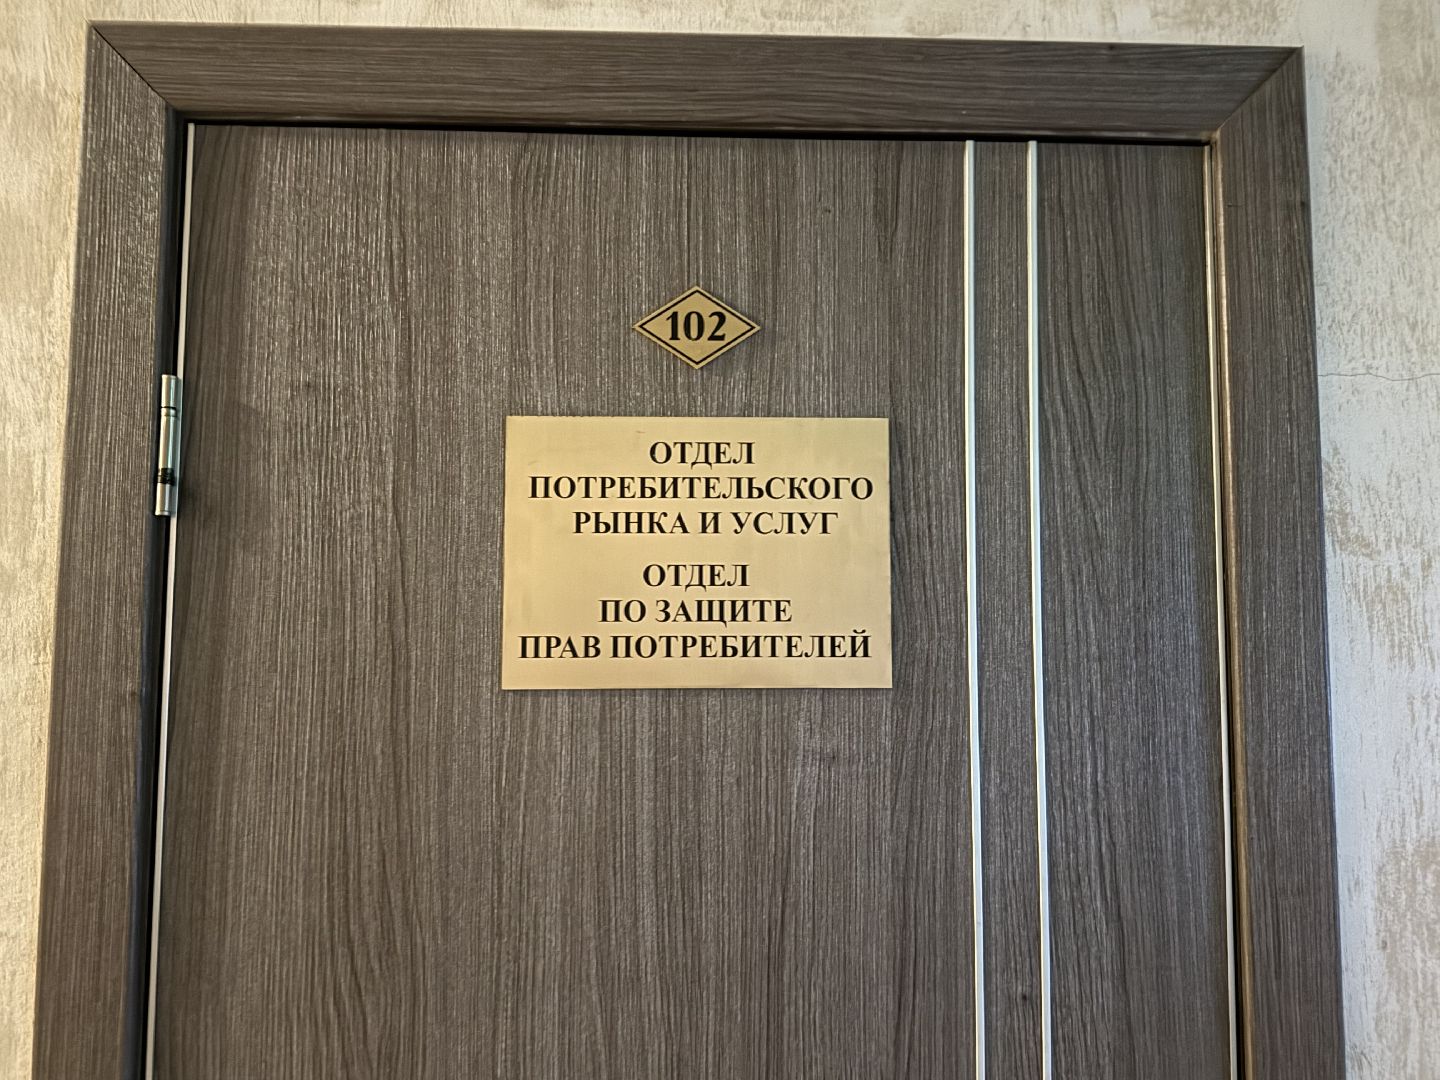 102
ОТДЕЛ
ПОТРЕБИТЕЛЬСКОГО
РЫНКА И УСЛУГ
ОТДЕЛ
ПО ЗАЩИТЕ
ПРАВ ПОТРЕБИТЕЛЕЙ